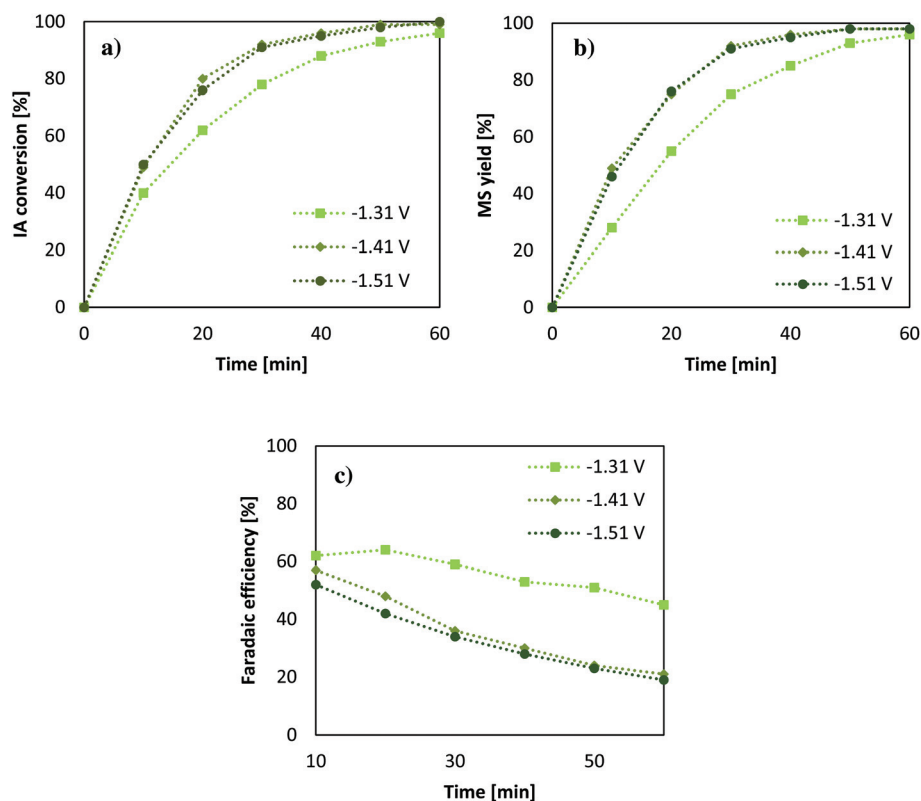 a)
IA conversion [%]
100
80
60
40
20
0
0 20 40 60
Time [min]
-1.31 V
-1.41 V
-1.51 V
b)
MS yield [%]
100
80
60
40
20
0
0 20 40 60
Time [min]
-1.31 V
-1.41 V
-1.51 V
c)
Faradaic efficiency [%]
100
80
60
40
20
0
10 30 50
Time [min]
-1.31 V
-1.41 V
-1.51 V